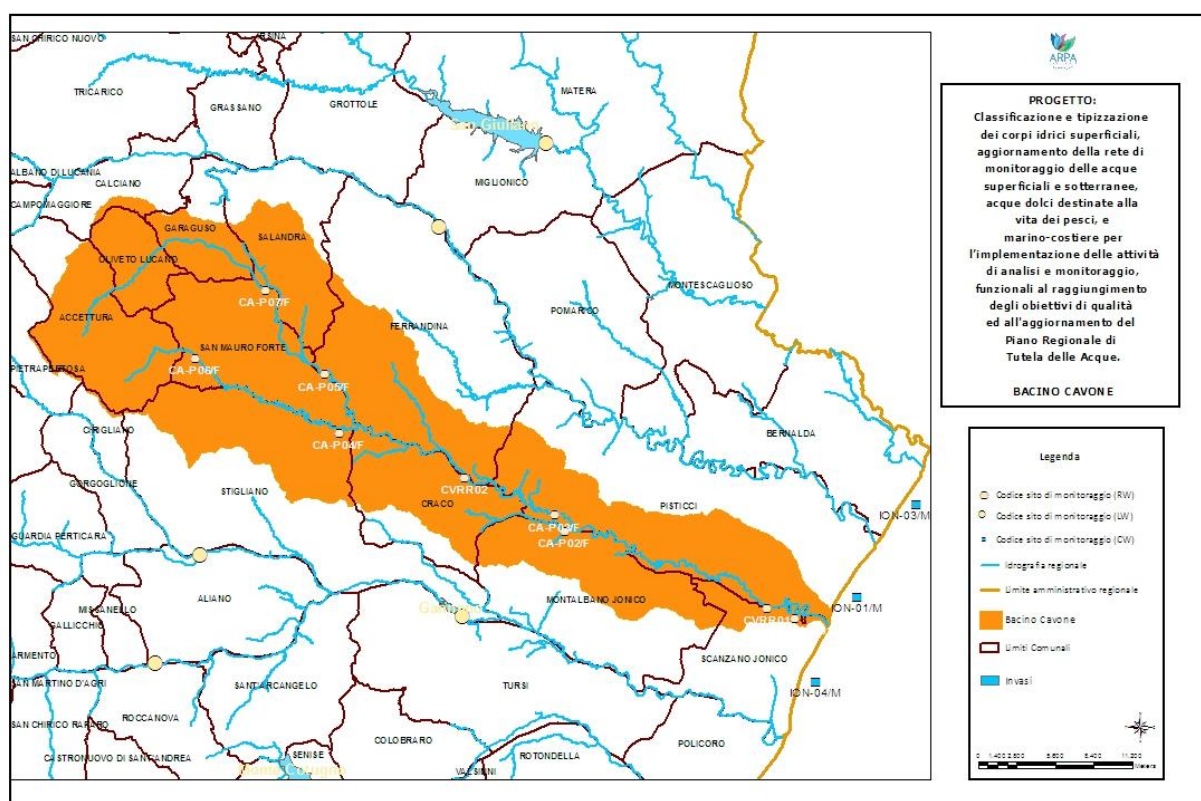 SAN CHIRICO NUOVO
TRICARICO
GRASSANO
GROTTOLE
MATERA
San Giuliano
ALBANO DI LUCANIA
CALCIANO
MIGLIONICO
CAMPOMAGGIORE
GARAGUSO
SALANDRA
OLIVETO LUCANO
MONTESCAGLIOSO
CA-P07/F
ACCETTURA
FERRANDINA
POMARICO
SAN MAURO FORTE
PIETRAPERTOSA
CA-P06/F
CA-P05/F
CIRIGLIANO
CA-P04/F
BERNALDA
GORGOGLIONE
STIGLIANO
CVRR02
CRACO
PISTICCI
ION-03/M
CA-P03/F
GUARDIA PERTICARA
CA-P02/F
ALIANO
MISSANELLO
MONTALBANO JONICO
ION-01/M
GALLICCHIO
CVRR01
ARMENTO
SCANZANO JONICO
SAN MARTINO D'AGRI
SANT'ARCANGELO
TURSI
ION-04/M
ROCCANOVA
SAN CHIRICO RAPARO
COLOBRARO
POLICORO
CASTRONUOVO DI SANT'ANDREA
SENISE
ROTONDELLA
VALSINNI
ARPA
PROGETTO:
Classificazione e tipizzazione
dei corpi idrici superficiali,
aggiornamento della rete di
monitoraggio delle acque
superficiali e sotterranee,
acque dolci destinate alla
vita dei pesci, e
marino-costiere per
l'implementazione delle attività
di analisi e monitoraggio,
funzionali al raggiungimento
degli obiettivi di qualità
ed all'aggiornamento del
Piano Regionale di
Tutela delle Acque.
BACINO CAVONE
Legenda
Codice sito di monitoraggio (RW)
Codice sito di monitoraggio (LW)
Codice sito di monitoraggio (CW)
Idrografia regionale
Limite amministrativo regionale
Bacino Cavone
Limiti Comunali
Invasi
Meters